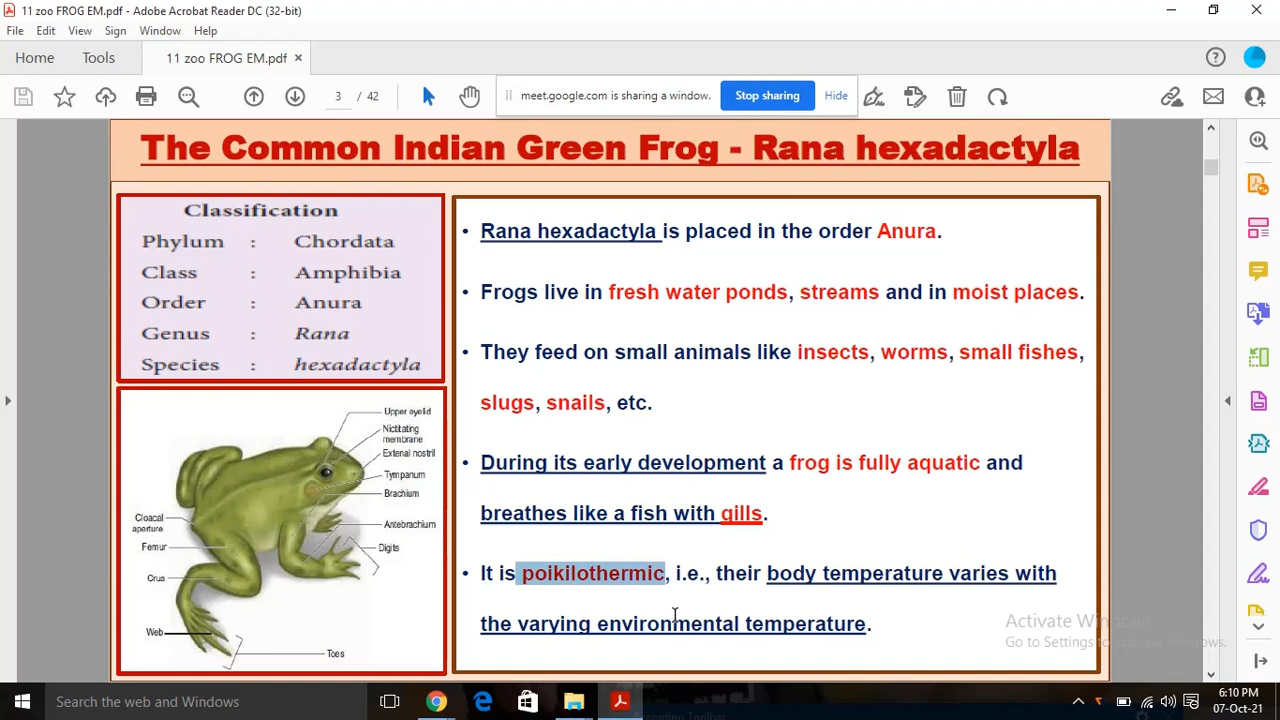 11 zoo FROG EM.pdf - Adobe Acrobat Reader DC (32-bit)
File Edit View Sign Window Help
Home Tools 11 zoo FROG EM.pdf ×
3 / 42
meet.google.com is sharing a window. Stop sharing Hide
The Common Indian Green Frog - Rana hexadactyla
Classification
Phylum : Chordata
Class : Amphibia
Order : Anura
Genus : Rana
Species : hexadactyla
Upper eyelid
Nictitating
membrane
Extenal nostril
Tympanum
Brachium
Antebrachium
Digits
Cloacal
aperture
Femur
Crus
Web
Toes
• Rana hexadactyla is placed in the order Anura.
• Frogs live in fresh water ponds, streams and in moist places.
• They feed on small animals like insects, worms, small fishes,
slugs, snails, etc.
• During its early development a frog is fully aquatic and
breathes like a fish with gills.
• It is poikilothermic, i.e., their body temperature varies with
the varying environmental temperature.
Activate Windows
Go to Settings to activate Windows.
Search the web and Windows
6:10 PM
07-Oct-21